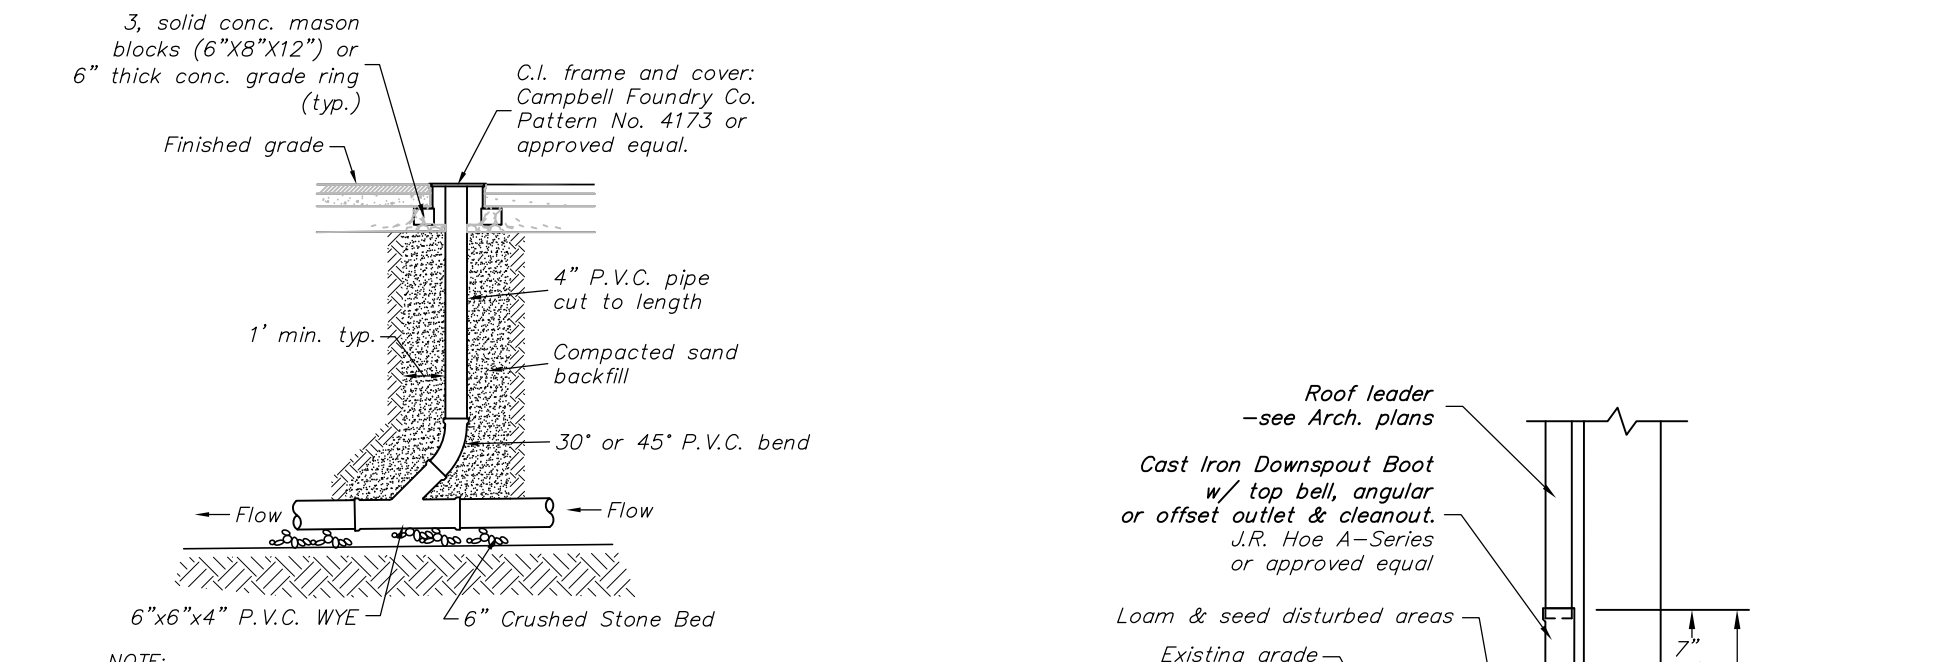 3, solid conc. mason
blocks (6"X8"X12") or
6" thick conc. grade ring
(typ.)
C.I. frame and cover:
Campbell Foundry Co.
Pattern No. 4173 or
approved equal.
Finished grade
4" P.V.C. pipe
cut to length
1' min. typ.
Compacted sand
backfill
30° or 45° P.V.C. bend
Flow
Flow
6"x6"x4" P.V.C. WYE
6" Crushed Stone Bed
NOTE:
Roof leader
-see Arch. plans
Cast Iron Downspout Boot
w/ top bell, angular
or offset outlet & cleanout.
J.R. Hoe A-Series
or approved equal
Loam & seed disturbed areas
Existing grade
7"